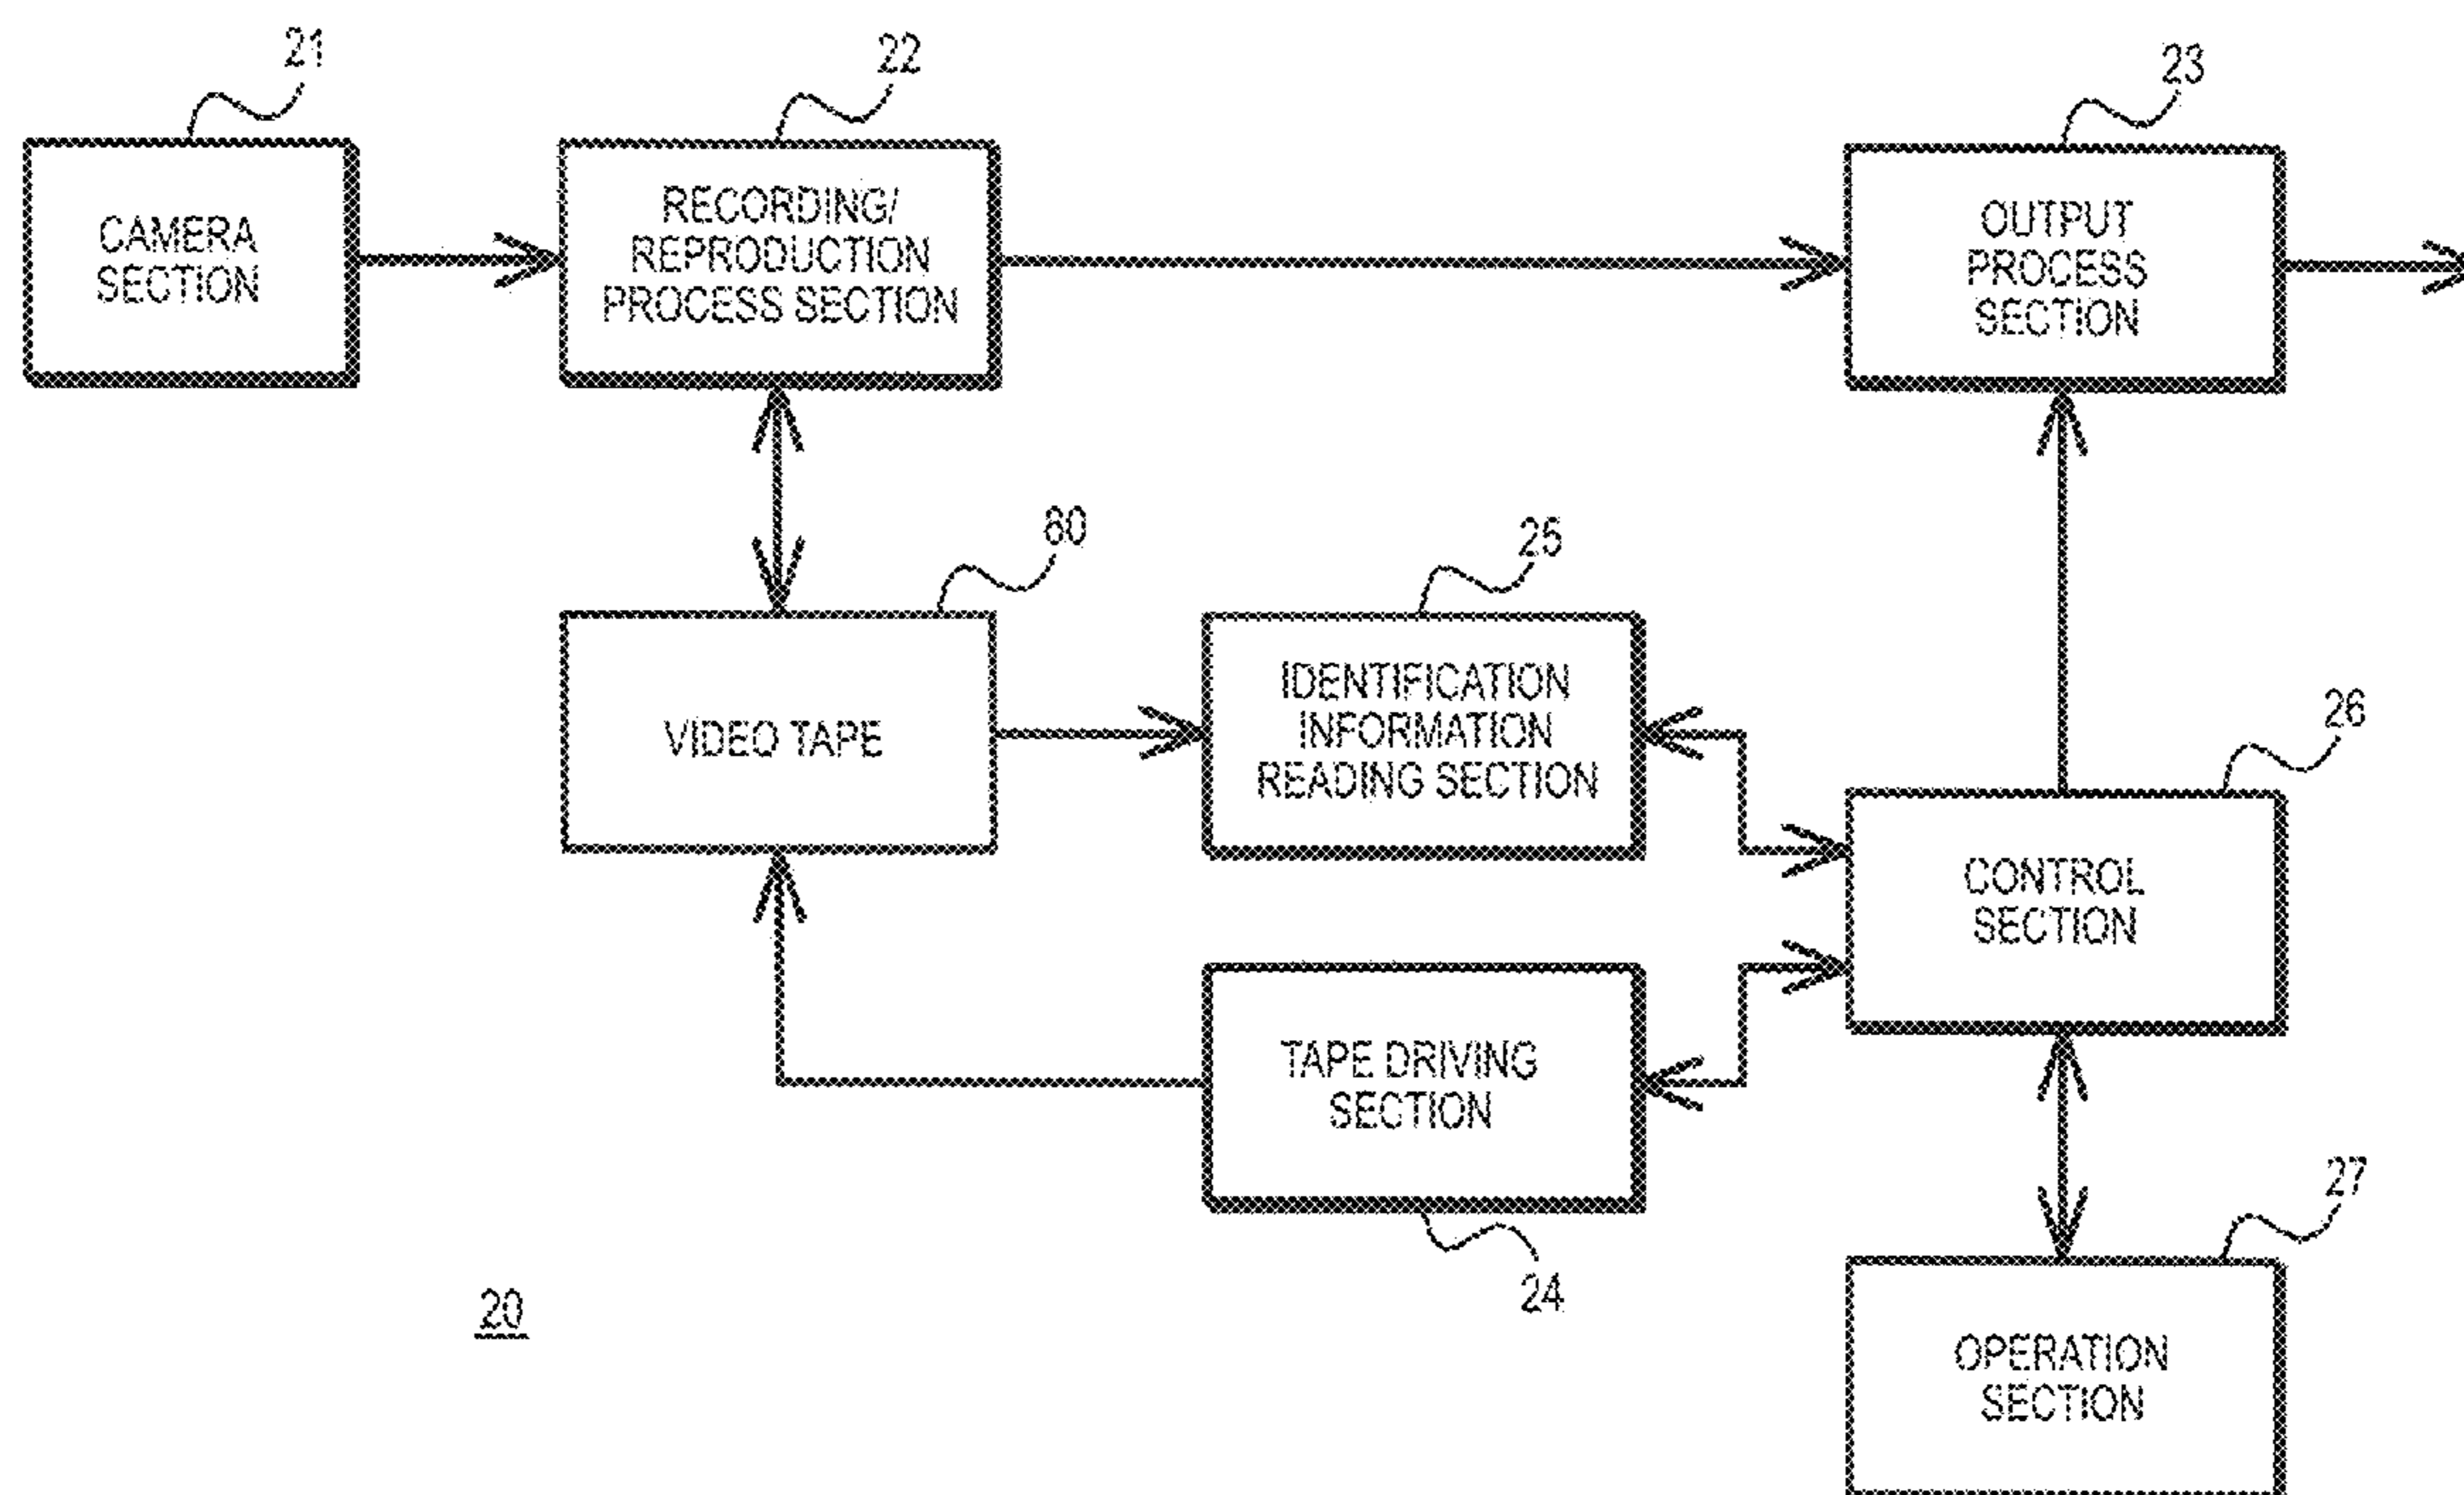 21
22
23
CAMERA
SECTION
RECORDING/
REPRODUCTION
PROCESS SECTION
OUTPUT
PROCESS
SECTION
60
25
VIDEO TAPE
IDENTIFICATION
INFORMATION
READING SECTION
26
CONTROL
SECTION
TAPE DRIVING
SECTION
24
27
20
OPERATION
SECTION